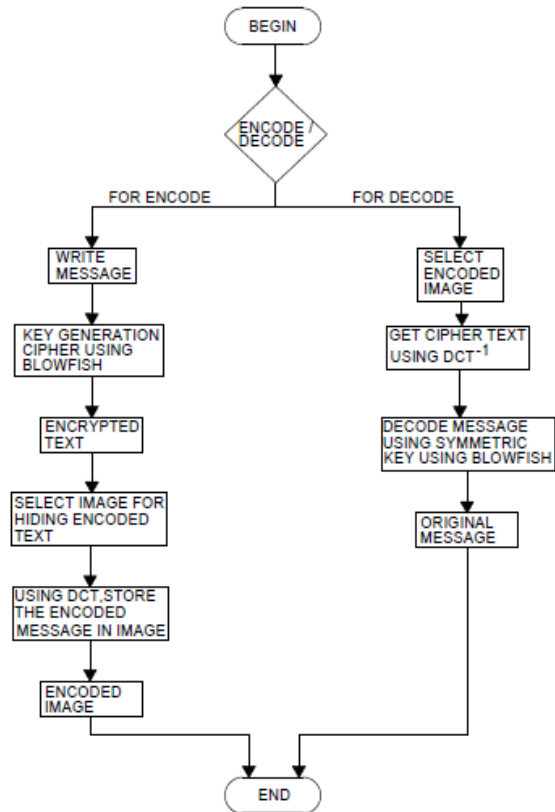 BEGIN
ENCODE /
DECODE
FOR ENCODE
FOR DECODE
WRITE
MESSAGE
KEY GENERATION
CIPHER USING
BLOWFISH
ENCRYPTED
TEXT
SELECT IMAGE FOR
HIDING ENCODED
TEXT
USING DCT,STORE
THE ENCODED
MESSAGE IN IMAGE
ENCODED
IMAGE
SELECT
ENCODED
IMAGE
GET CIPHER TEXT
USING DCT⁻¹
DECODE MESSAGE
USING SYMMETRIC
KEY USING BLOWFISH
ORIGINAL
MESSAGE
END